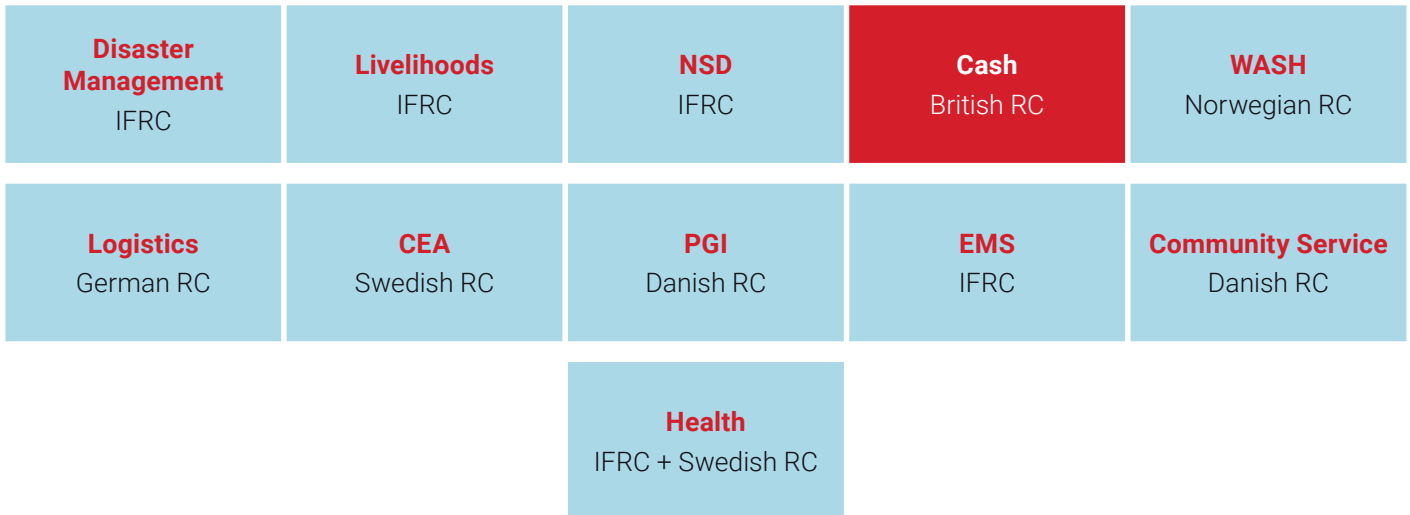 Disaster
Management
IFRC
Livelihoods
IFRC
NSD
IFRC
Cash
British RC
WASH
Norwegian RC
Logistics
German RC
CEA
Swedish RC
PGI
Danish RC
EMS
IFRC
Community Service
Danish RC
Health
IFRC + Swedish RC